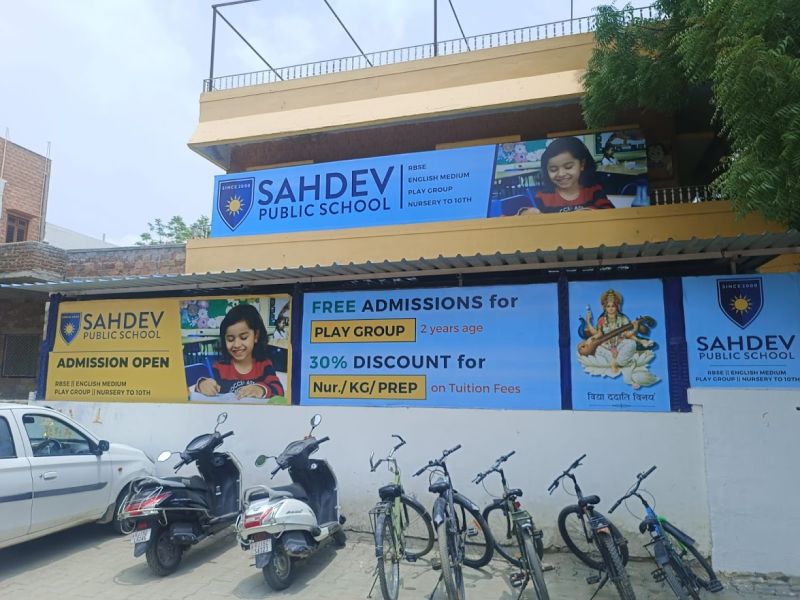 SINCE 2008
SAHDEV
PUBLIC SCHOOL
RBSE
ENGLISH MEDIUM
PLAY GROUP
NURSERY TO 10TH
SAHDEV
PUBLIC SCHOOL
ADMISSION OPEN
RBSE || ENGLISH MEDIUM
PLAY GROUP || NURSERY TO 10TH
FREE ADMISSIONS for
PLAY GROUP 2 years age
30% DISCOUNT for
Nur./ KG/ PREP on Tuition Fees
विद्या ददाति विनयं
SINCE 2008
SAHDEV
PUBLIC SCHOOL
RBSE || ENGLISH MEDIUM
PLAY GROUP || NURSERY TO 10TH